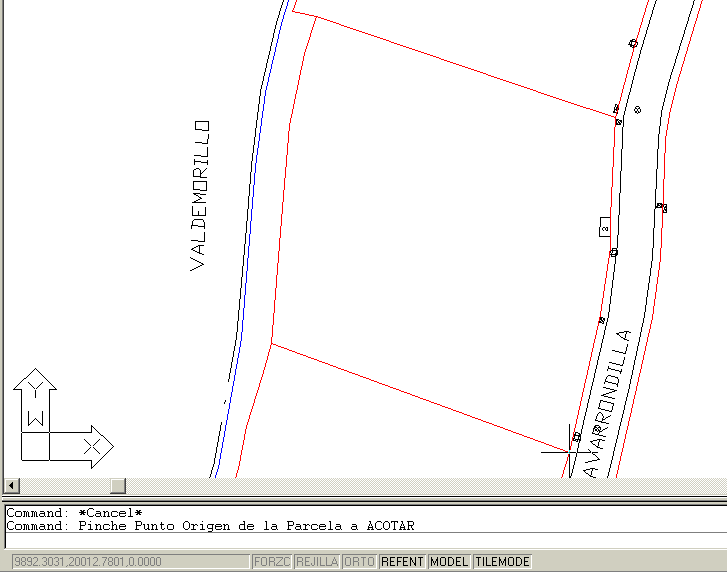 VALDEMORILLO
AVARRONDILLA
3
Y
W
X
Command: *Cancel*
Command: Pinche Punto Origen de la Parcela a ACOTAR
9892.3031,20012.7801,0.0000 FORZC REJILLA ORTO REFENT MODEL TILEMODE